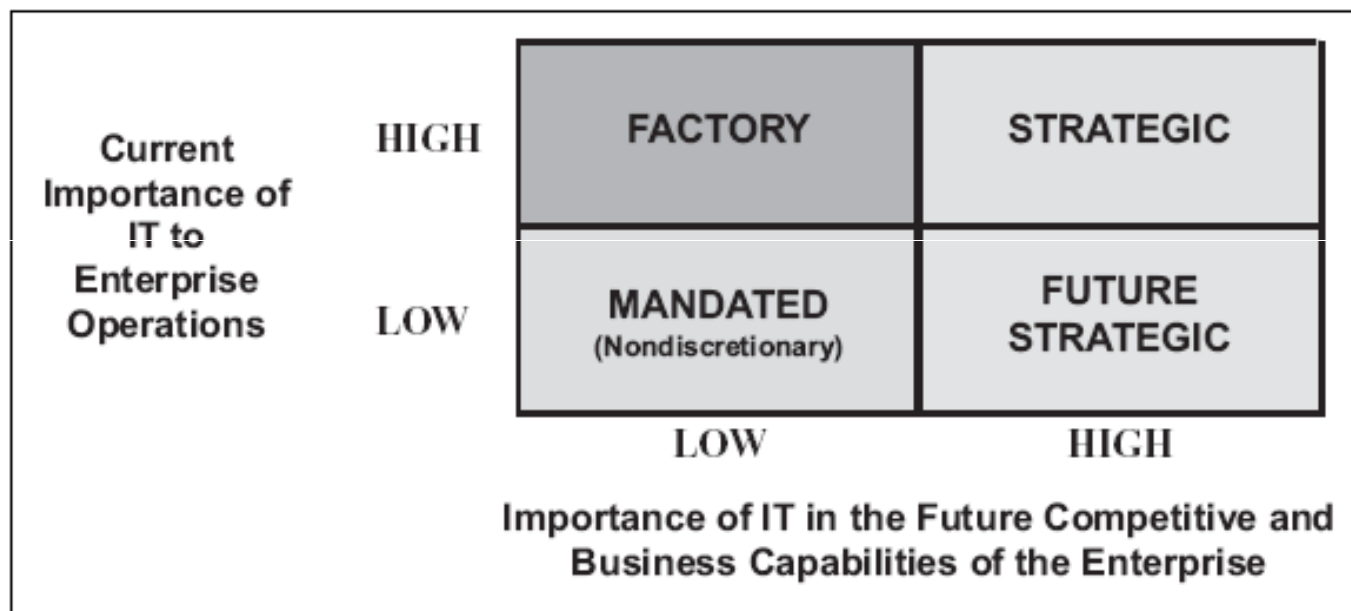 Current
Importance of
IT to
Enterprise
Operations
HIGH
FACTORY
STRATEGIC
LOW
MANDATED
(Nondiscretionary)
FUTURE
STRATEGIC
LOW
HIGH
Importance of IT in the Future Competitive and
Business Capabilities of the Enterprise